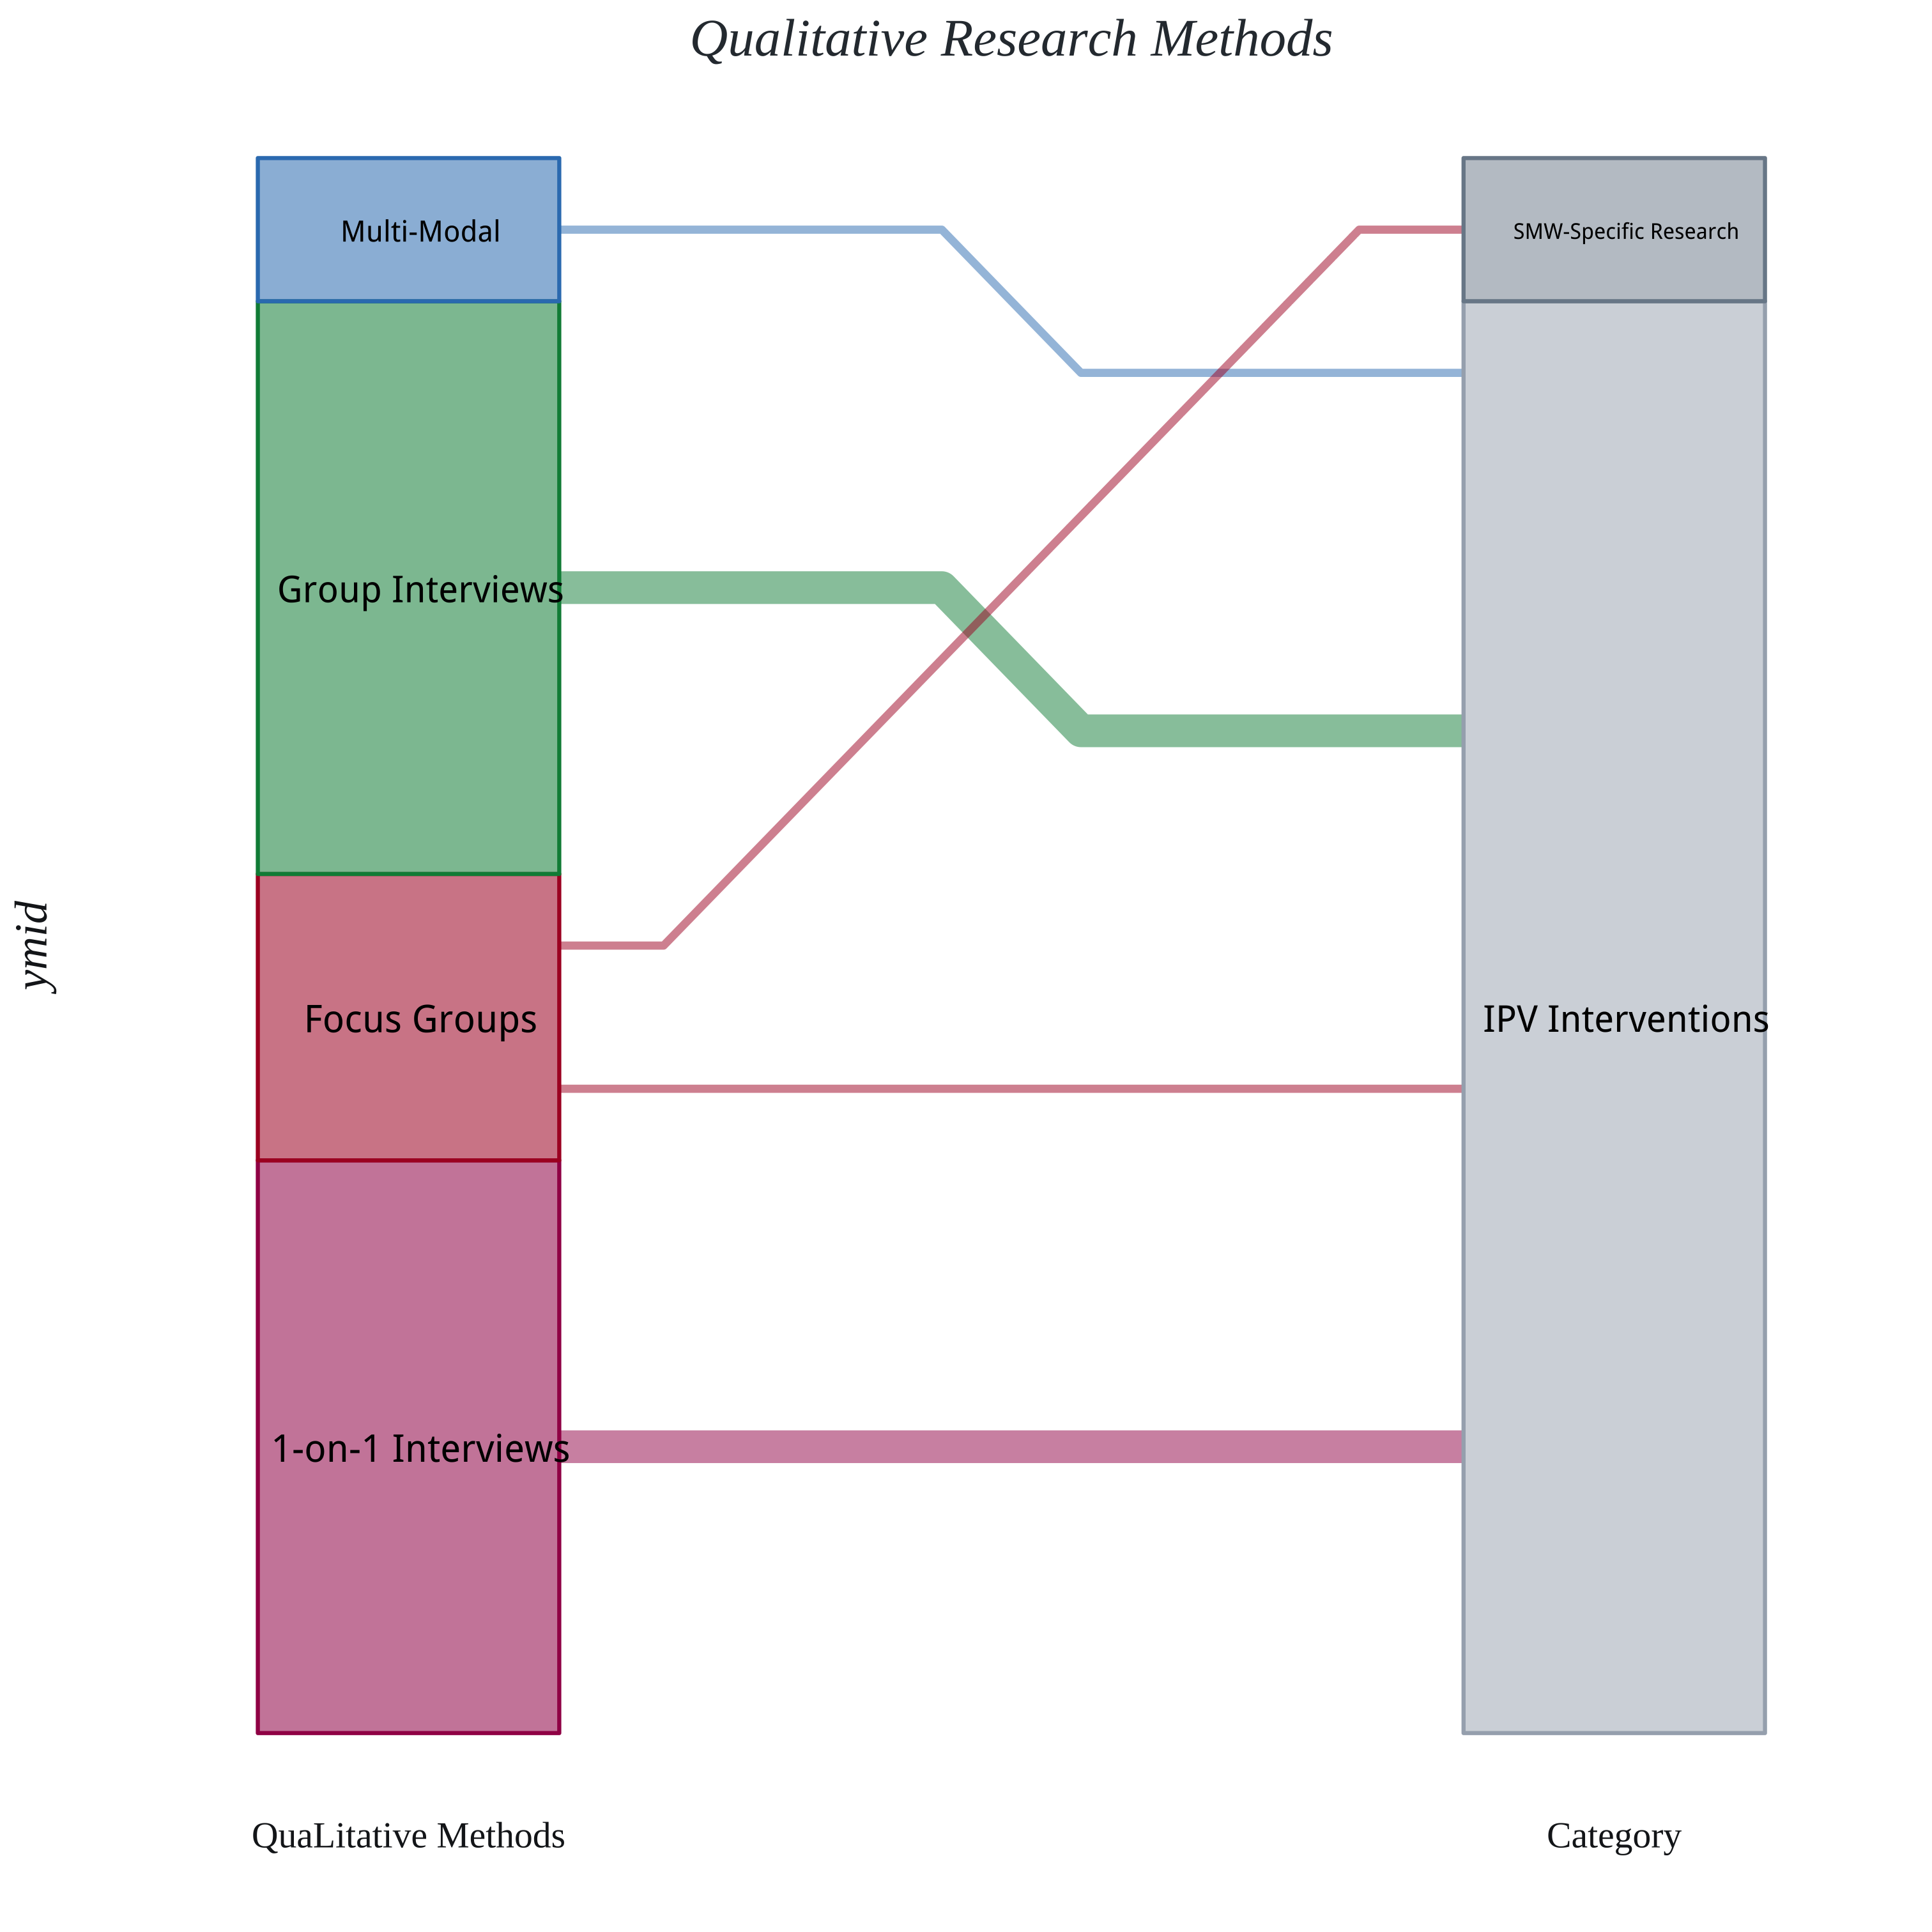 Qualitative Research Methods
Multi-Modal
SMW-Specific Research
Group Interviews
ymid
Focus Groups
IPV Interventions
1-on-1 Interviews
QuaLitative Methods
Category